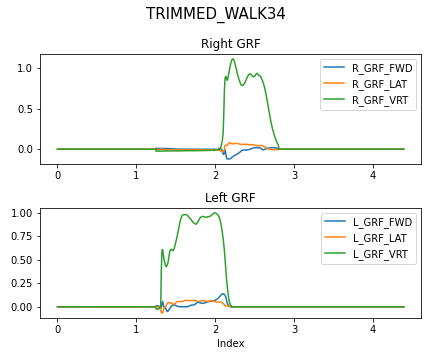 TRIMMED_WALK34
Right GRF
R_GRF_FWD
R_GRF_LAT
R_GRF_VRT
1.0
0.5
0.0
0 1 2 3 4
Left GRF
L_GRF_FWD
L_GRF_LAT
L_GRF_VRT
1.00
0.75
0.50
0.25
0.00
0 1 2 3 4
Index